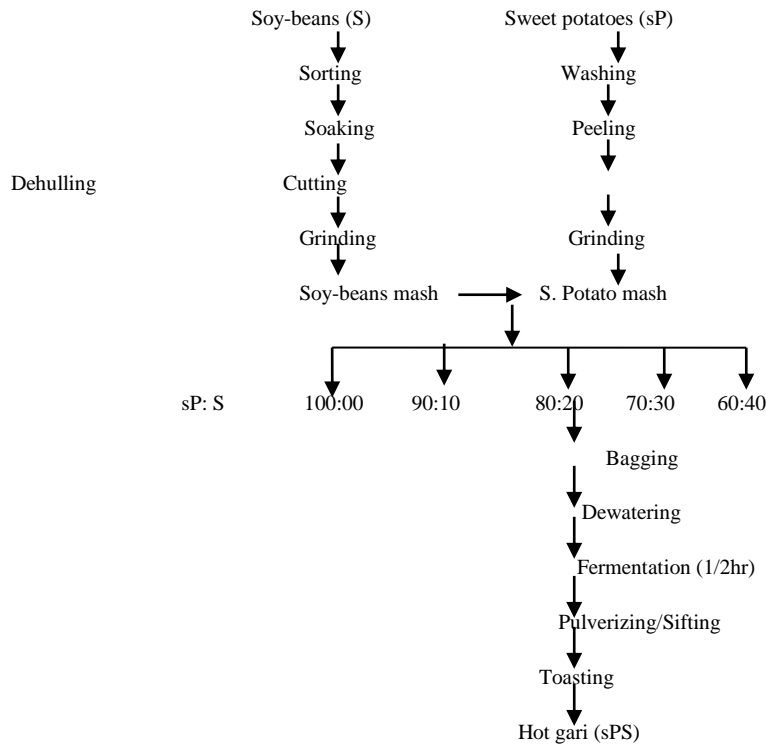 Soy-beans (S) Sweet potatoes (sP)
Sorting Washing
Soaking Peeling
Dehulling Cutting
Grinding Grinding
Soy-beans mash S. Potato mash
sP: S 100:00 90:10 80:20 70:30 60:40
Bagging
Dewatering
Fermentation (1/2hr)
Pulverizing/Sifting
Toasting
Hot gari (sPS)